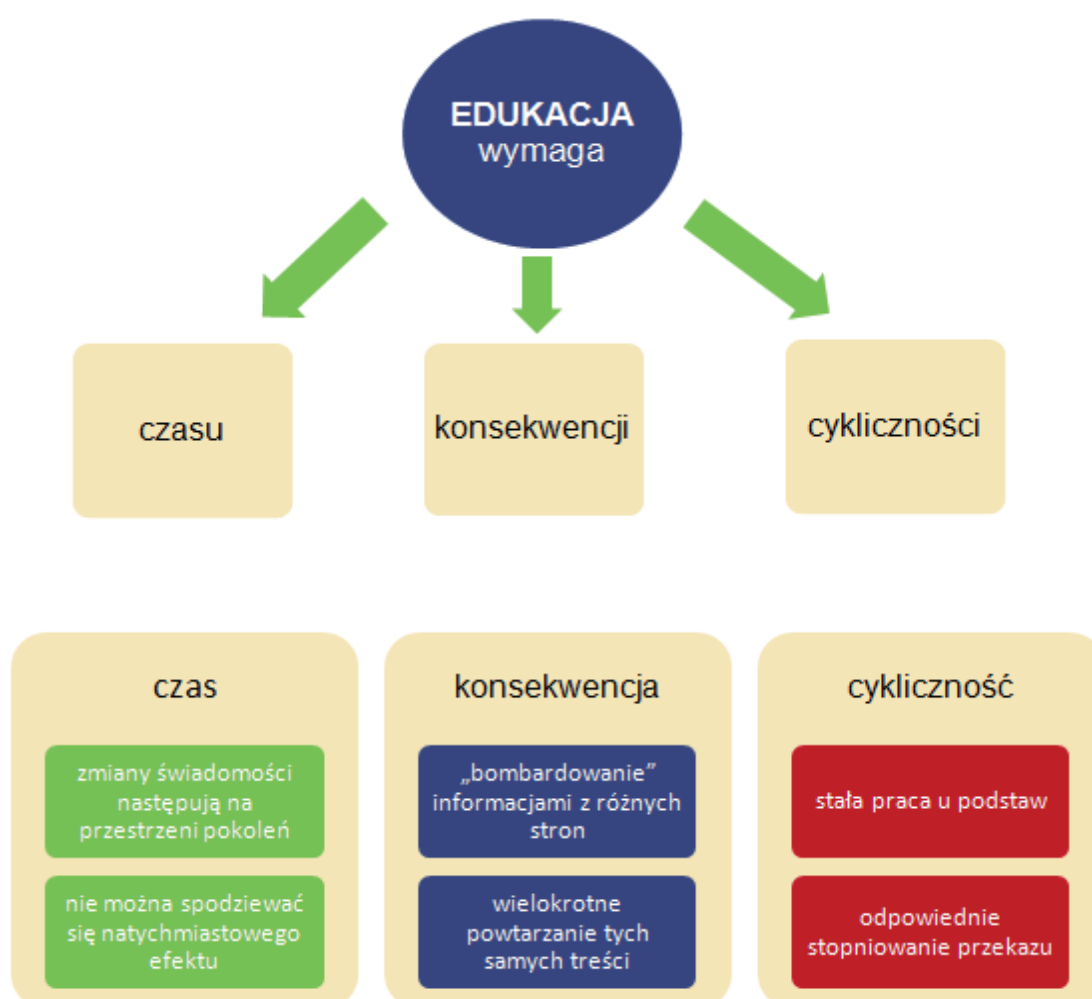 EDUKACJA
wymaga
czasu
konsekwencji
cykliczności
czas
zmiany świadomości
następują na
przestrzeni pokoleń
nie można spodziewać
się natychmiastowego
efektu
konsekwencja
„bombardowanie”
informacjami z różnych
stron
wielokrotne
powtarzanie tych
samych treści
cykliczność
stała praca u podstaw
odpowiednie
stopniowanie przekazu